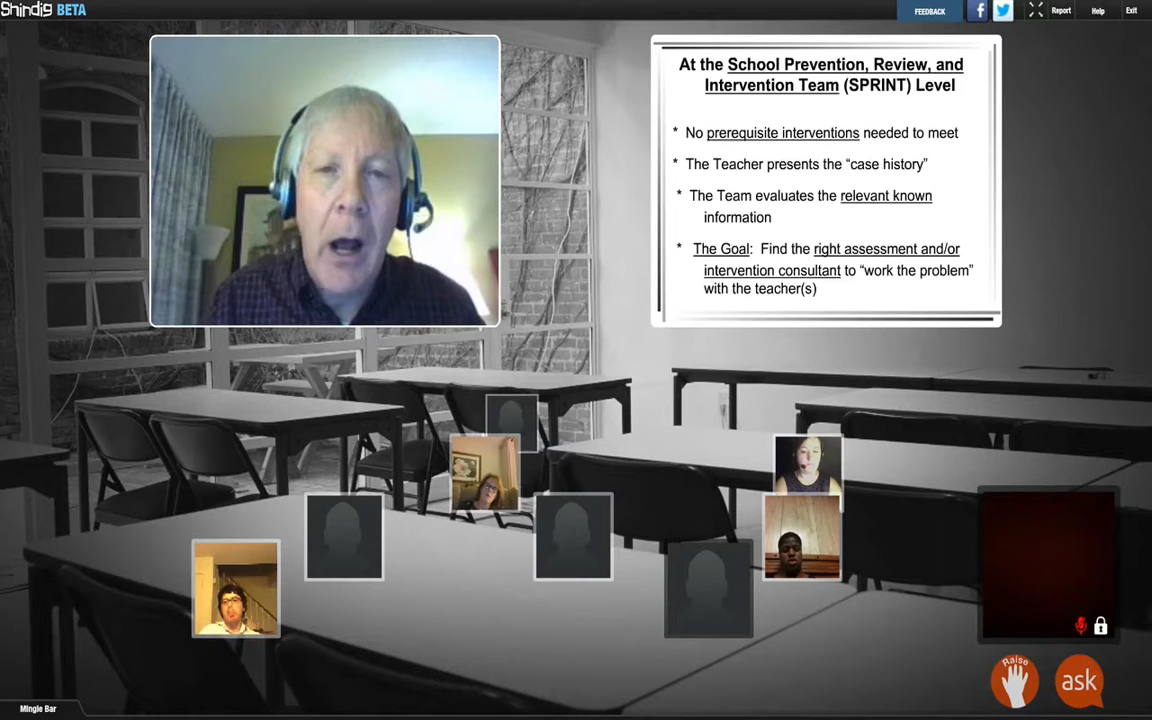 Shindig BETA
FEEDBACK
Report
Help
Exit
At the School Prevention, Review, and
Intervention Team (SPRINT) Level
* No prerequisite interventions needed to meet
* The Teacher presents the “case history”
* The Team evaluates the relevant known
information
* The Goal: Find the right assessment and/or
intervention consultant to “work the problem”
with the teacher(s)
Raise
ask
Mingle Bar